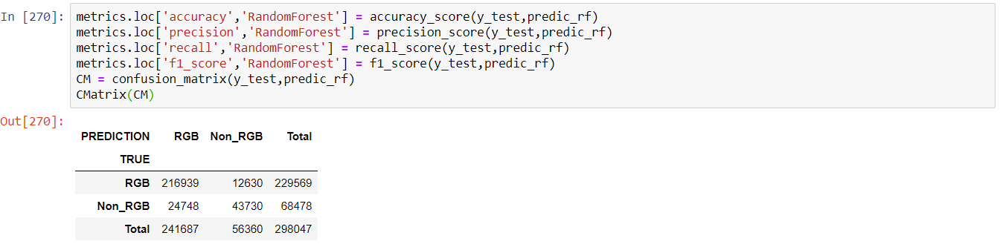 In [270]: metrics.loc['accuracy','RandomForest'] = accuracy_score(y_test,predic_rf)
metrics.loc['precision','RandomForest'] = precision_score(y_test,predic_rf)
metrics.loc['recall','RandomForest'] = recall_score(y_test,predic_rf)
metrics.loc['f1_score','RandomForest'] = f1_score(y_test,predic_rf)
CM = confusion_matrix(y_test,predic_rf)
CMatrix(CM)
Out[270]:
PREDICTION RGB Non_RGB Total
TRUE
RGB 216939 12630 229569
Non_RGB 24748 43730 68478
Total 241687 56360 298047